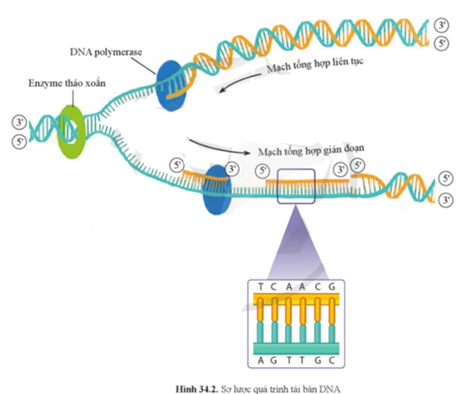 3'
5'
DNA polymerase
Mạch tổng hợp liên tục
Enzyme tháo xoắn
3'
5'
Mạch tổng hợp gián đoạn
5'
3'
5'
3'
5'
5'
3'
T C A A C G
A G T T G C
Hình 34.2. Sơ lược quá trình tái bản DNA